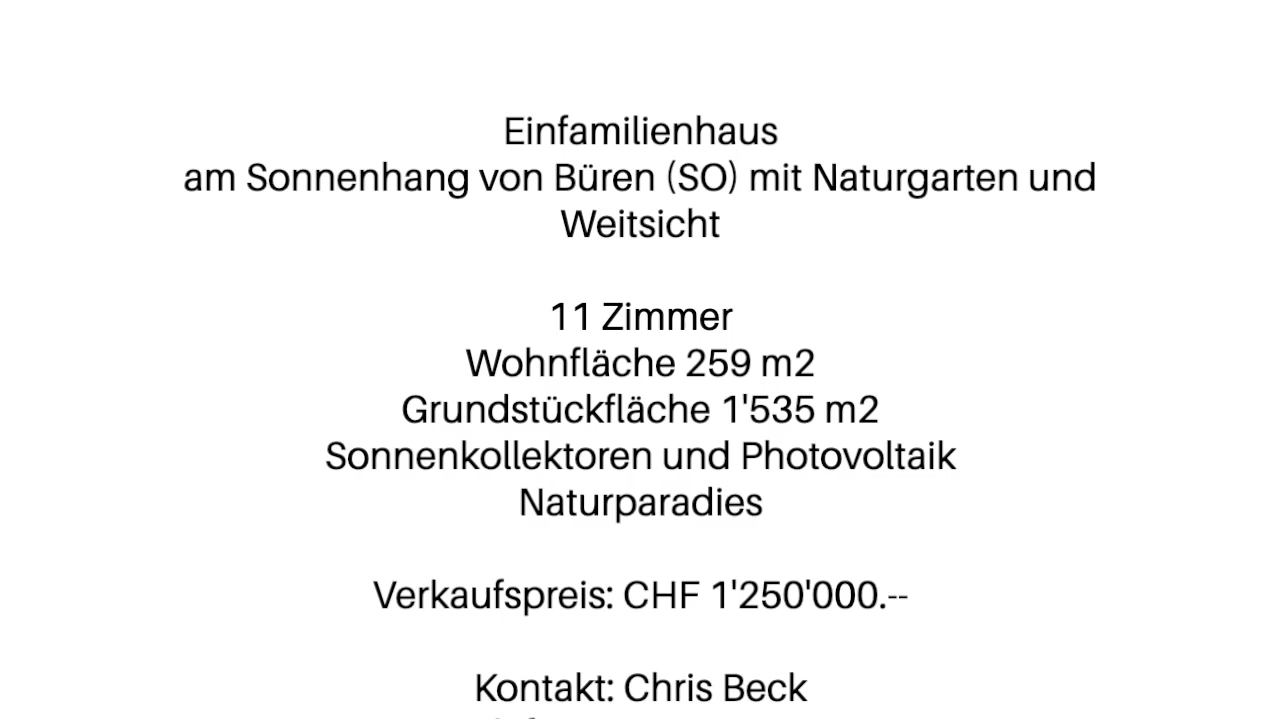 Einfamilienhaus
am Sonnenhang von Büren (SO) mit Naturgarten und
Weitsicht
11 Zimmer
Wohnfläche 259 m2
Grundstückfläche 1'535 m2
Sonnenkollektoren und Photovoltaik
Naturparadies
Verkaufspreis: CHF 1'250'000.--
Kontakt: Chris Beck